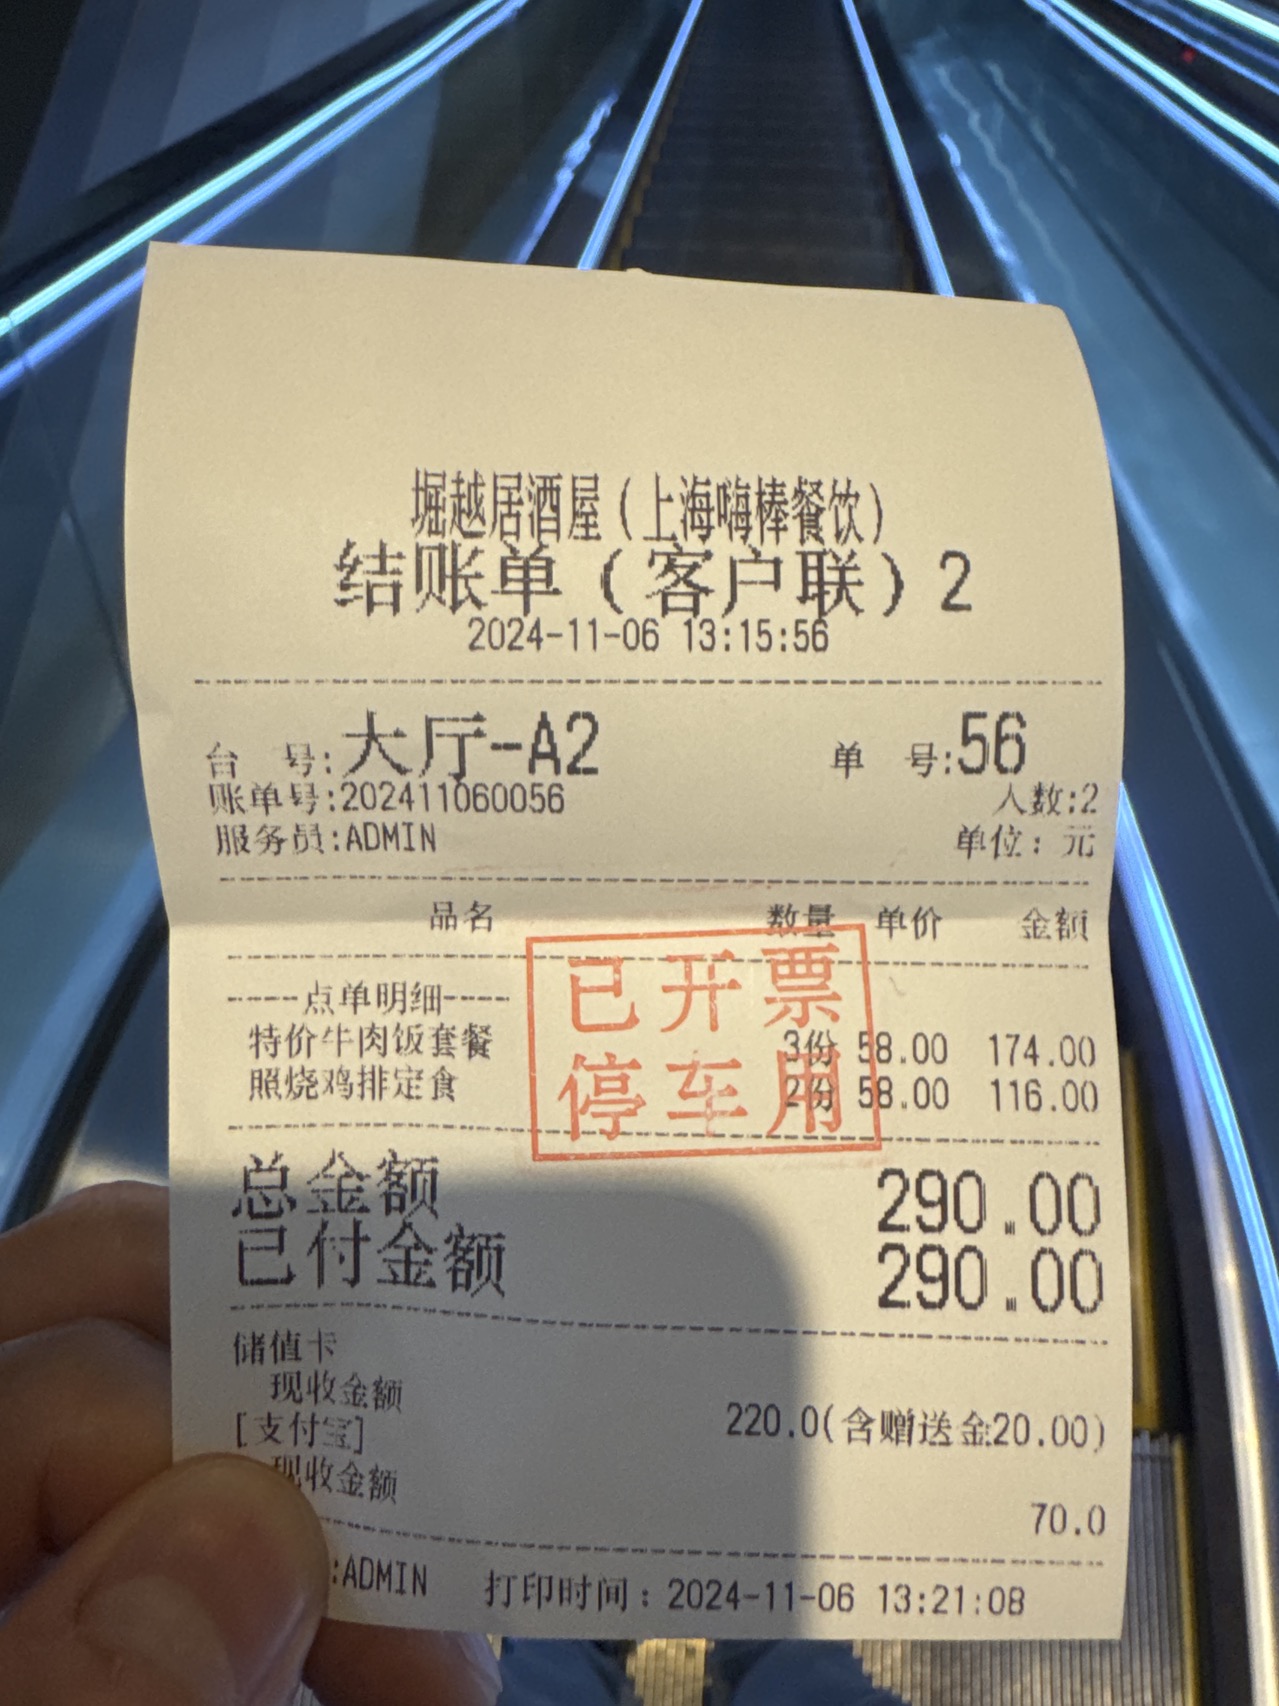 堀越居酒屋(上海嗨棒餐饮)
结账单(客户联)2
2024-11-06 13:15:56
台 号:大厅-A2 单 号:56
账单号:202411060056 人数:2
服务员:ADMIN 单位:元
品名 数量 单价 金额
----点单明细----
特价牛肉饭套餐 3份 58.00 174.00
照烧鸡排定食 2份 58.00 116.00
已开票
停车用
总金额 290.00
已付金额 290.00
储值卡
现收金额 220.0(含赠送金20.00)
[支付宝]
现收金额 70.0
:ADMIN 打印时间:2024-11-06 13:21:08